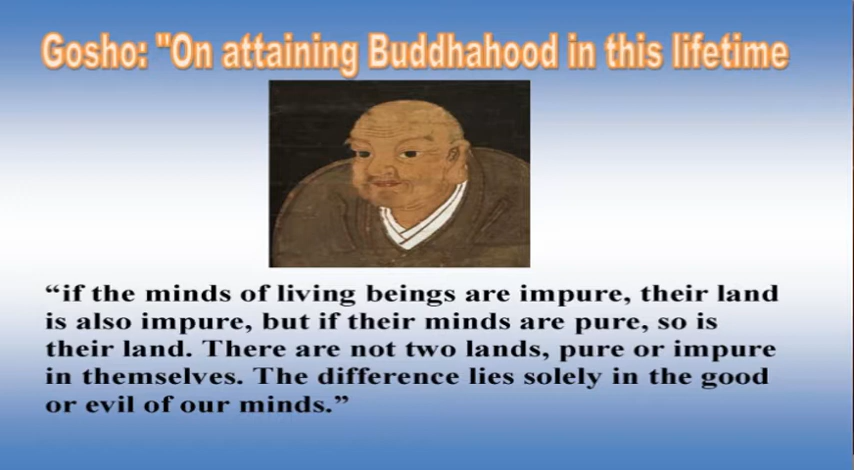 Gosho: "On attaining Buddhahood in this lifetime
“if the minds of living beings are impure, their land
is also impure, but if their minds are pure, so is
their land. There are not two lands, pure or impure
in themselves. The difference lies solely in the good
or evil of our minds.”